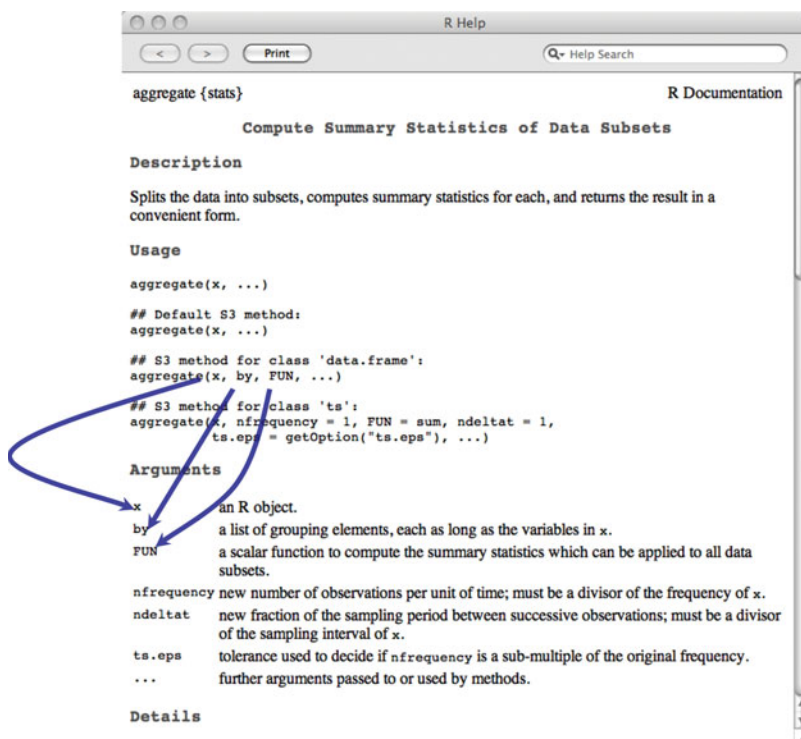 R Help
< > Print Help Search
aggregate {stats} R Documentation
Compute Summary Statistics of Data Subsets
Description
Splits the data into subsets, computes summary statistics for each, and returns the result in a
convenient form.
Usage
aggregate(x, ...)
## Default S3 method:
aggregate(x, ...)
## S3 method for class 'data.frame':
aggregate(x, by, FUN, ...)
## S3 method for class 'ts':
aggregate(x, nfrequency = 1, FUN = sum, ndeltat = 1,
ts.eps = getOption("ts.eps"), ...)
Arguments
x an R object.
by a list of grouping elements, each as long as the variables in x.
FUN a scalar function to compute the summary statistics which can be applied to all data
subsets.
nfrequency new number of observations per unit of time; must be a divisor of the frequency of x.
ndeltat new fraction of the sampling period between successive observations; must be a divisor
of the sampling interval of x.
ts.eps tolerance used to decide if nfrequency is a sub-multiple of the original frequency.
... further arguments passed to or used by methods.
Details